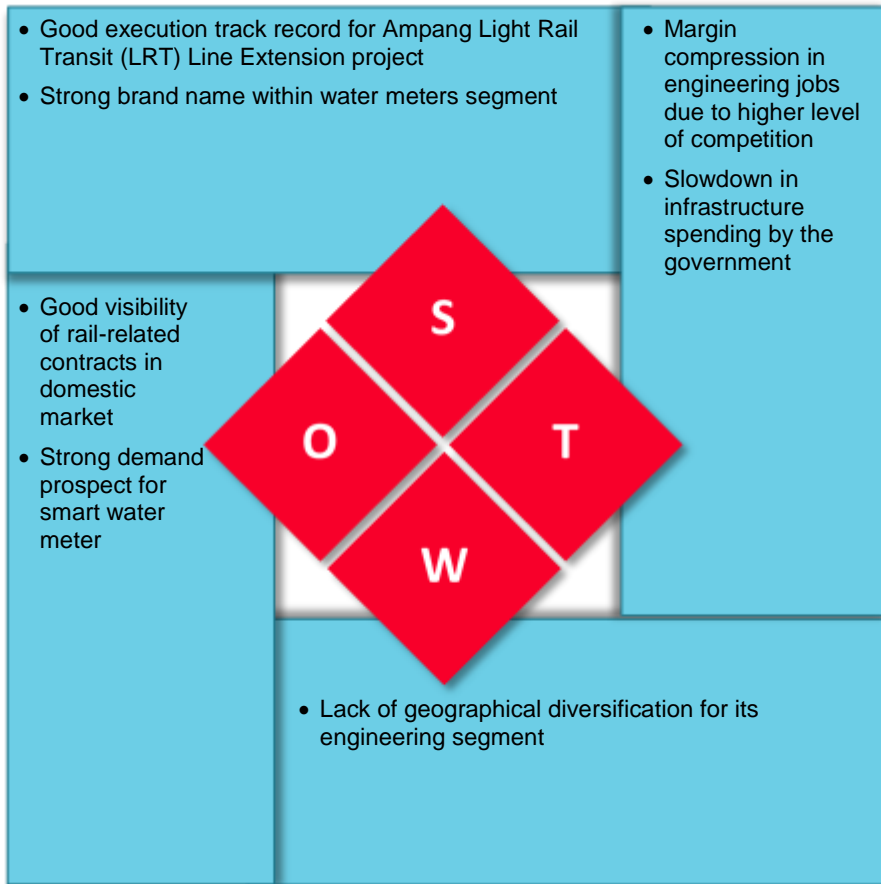 • Good execution track record for Ampang Light Rail
Transit (LRT) Line Extension project
• Strong brand name within water meters segment
• Margin
compression in
engineering jobs
due to higher level
of competition
• Slowdown in
infrastructure
spending by the
government
• Good visibility
of rail-related
contracts in
domestic
market
• Strong demand
prospect for
smart water
meter
S
O
T
W
• Lack of geographical diversification for its
engineering segment